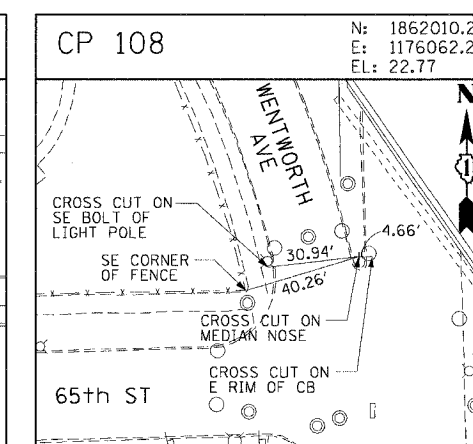 CP 108
N: 1862010.2
E: 1176062.2
EL: 22.77
N
WENTWORTH
AVE
CROSS CUT ON
SE BOLT OF
LIGHT POLE
4.66'
30.94'
SE CORNER
OF FENCE
40.26'
CROSS CUT ON
MEDIAN NOSE
CROSS CUT ON
E RIM OF CB
65th ST